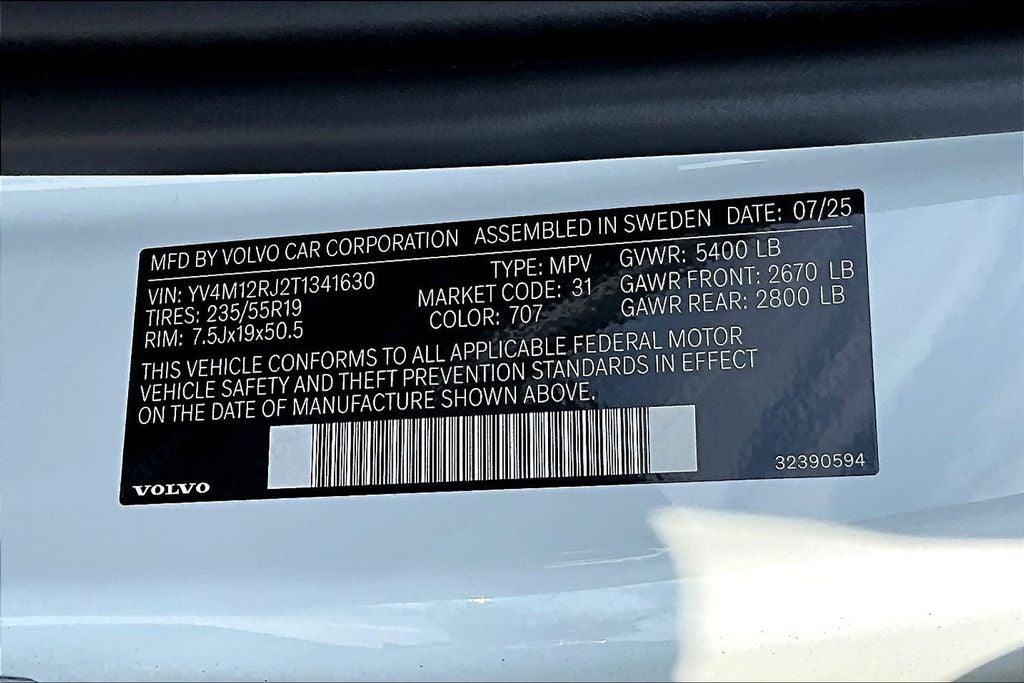 MFD BY VOLVO CAR CORPORATION ASSEMBLED IN SWEDEN DATE: 07/25
VIN: YV4M12RJ2T1341630 TYPE: MPV GVWR: 5400 LB
TIRES: 235/55R19 MARKET CODE: 31 GAWR FRONT: 2670 LB
RIM: 7.5Jx19x50.5 COLOR: 707 GAWR REAR: 2800 LB
THIS VEHICLE CONFORMS TO ALL APPLICABLE FEDERAL MOTOR
VEHICLE SAFETY AND THEFT PREVENTION STANDARDS IN EFFECT
ON THE DATE OF MANUFACTURE SHOWN ABOVE.
VOLVO 32390594